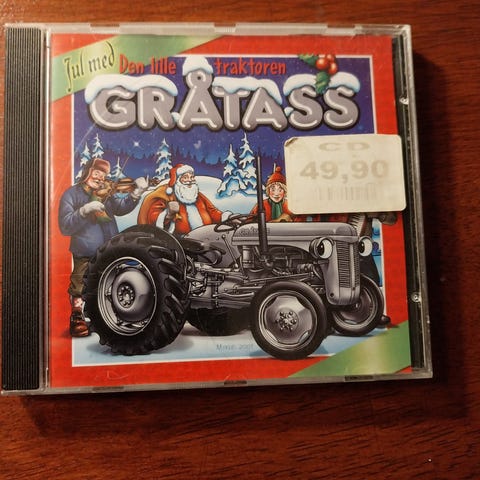 Jul med
Den lille traktoren
GRÅTASS
CD
49,90